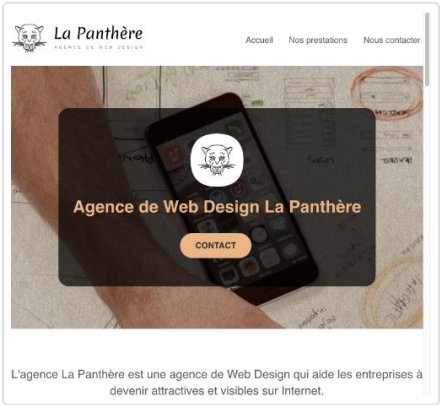 La Panthère
AGENCE DE WEB DESIGN
Accueil Nos prestations Nous contacter
Agence de Web Design La Panthère
CONTACT
L'agence La Panthère est une agence de Web Design qui aide les entreprises à
devenir attractives et visibles sur Internet.